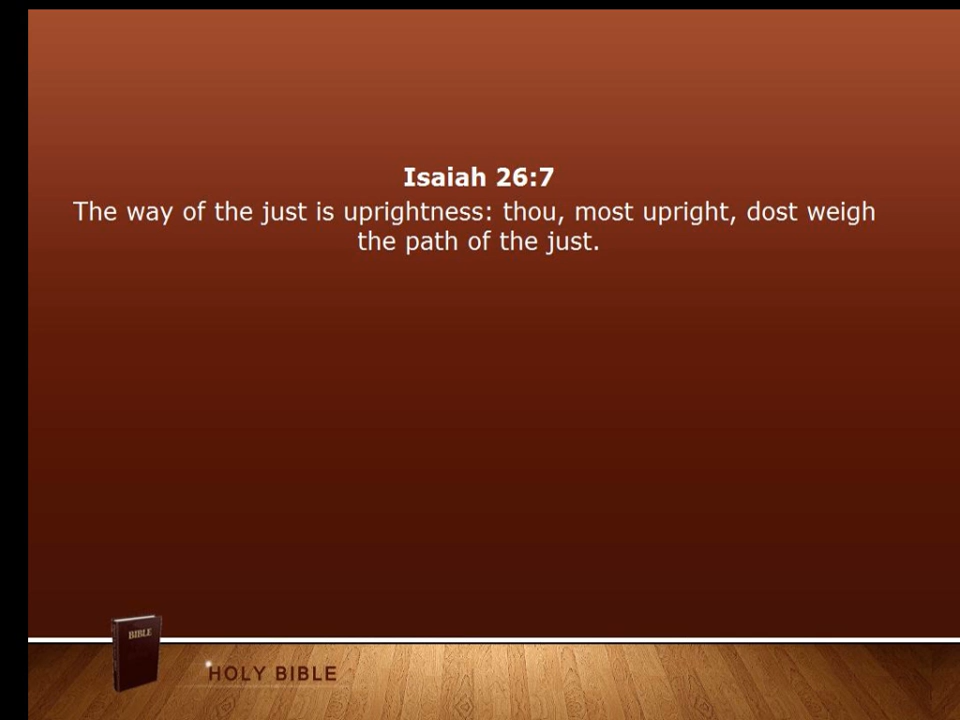 Isaiah 26:7
The way of the just is uprightness: thou, most upright, dost weigh
the path of the just.
BIBLE
HOLY BIBLE